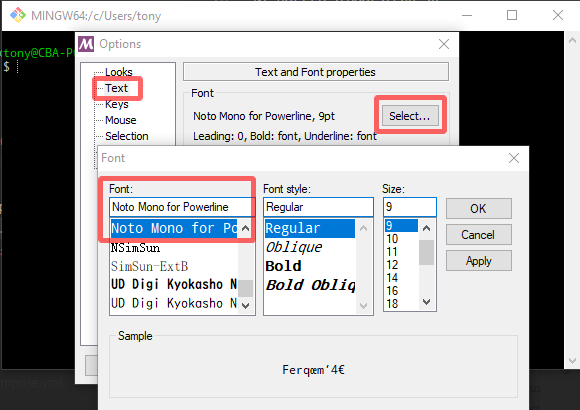 MINGW64:/c/Users/tony
tony@CBA-P
$
Options
Looks
Text
Keys
Mouse
Selection
Text and Font properties
Font
Noto Mono for Powerline, 9pt
Select...
Leading: 0, Bold: font, Underline: font
Font
Font:
Noto Mono for Powerline
Noto Mono for Po
NSimSun
SimSun-ExtB
UD Digi Kyokasho N
UD Digi Kyokasho N
Font style:
Regular
Regular
Oblique
Bold
Bold Obliq
Size:
9
9
10
11
12
14
16
18
OK
Cancel
Apply
Sample
Ferqœm’4€